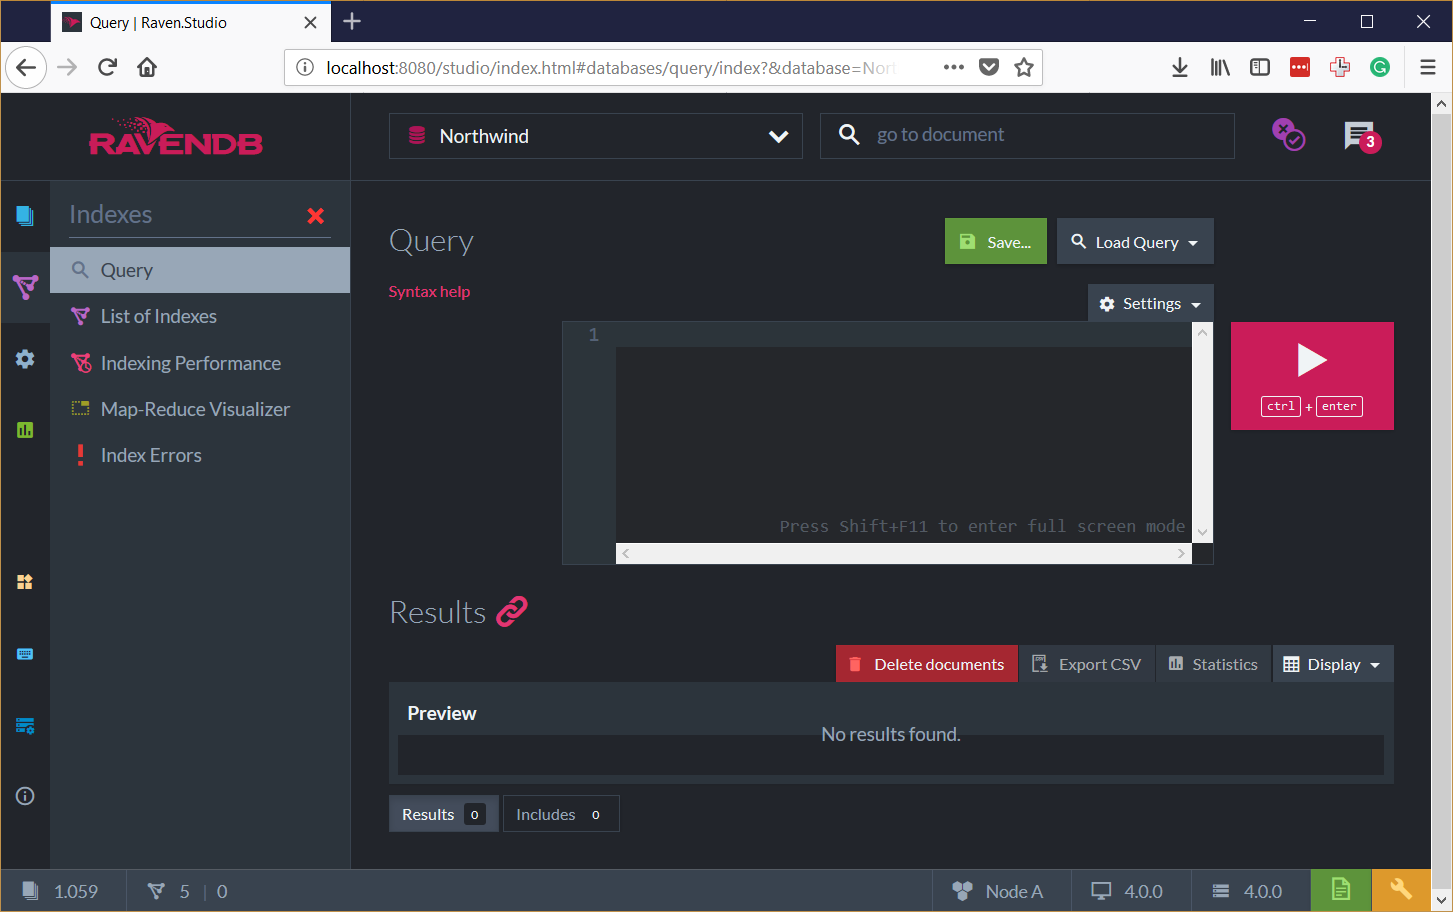 Query | Raven.Studio
localhost:8080/studio/index.html#databases/query/index?&database=Nor
RAVENDB
Northwind
go to document
3
Indexes
Query
List of Indexes
Indexing Performance
Map-Reduce Visualizer
Index Errors
Query
Save...
Load Query
Syntax help
Settings
1
Press Shift+F11 to enter full screen mode
ctrl + enter
Results
Delete documents
Export CSV
Statistics
Display
Preview
No results found.
Results 0
Includes 0
1.059
5 | 0
Node A
4.0.0
4.0.0